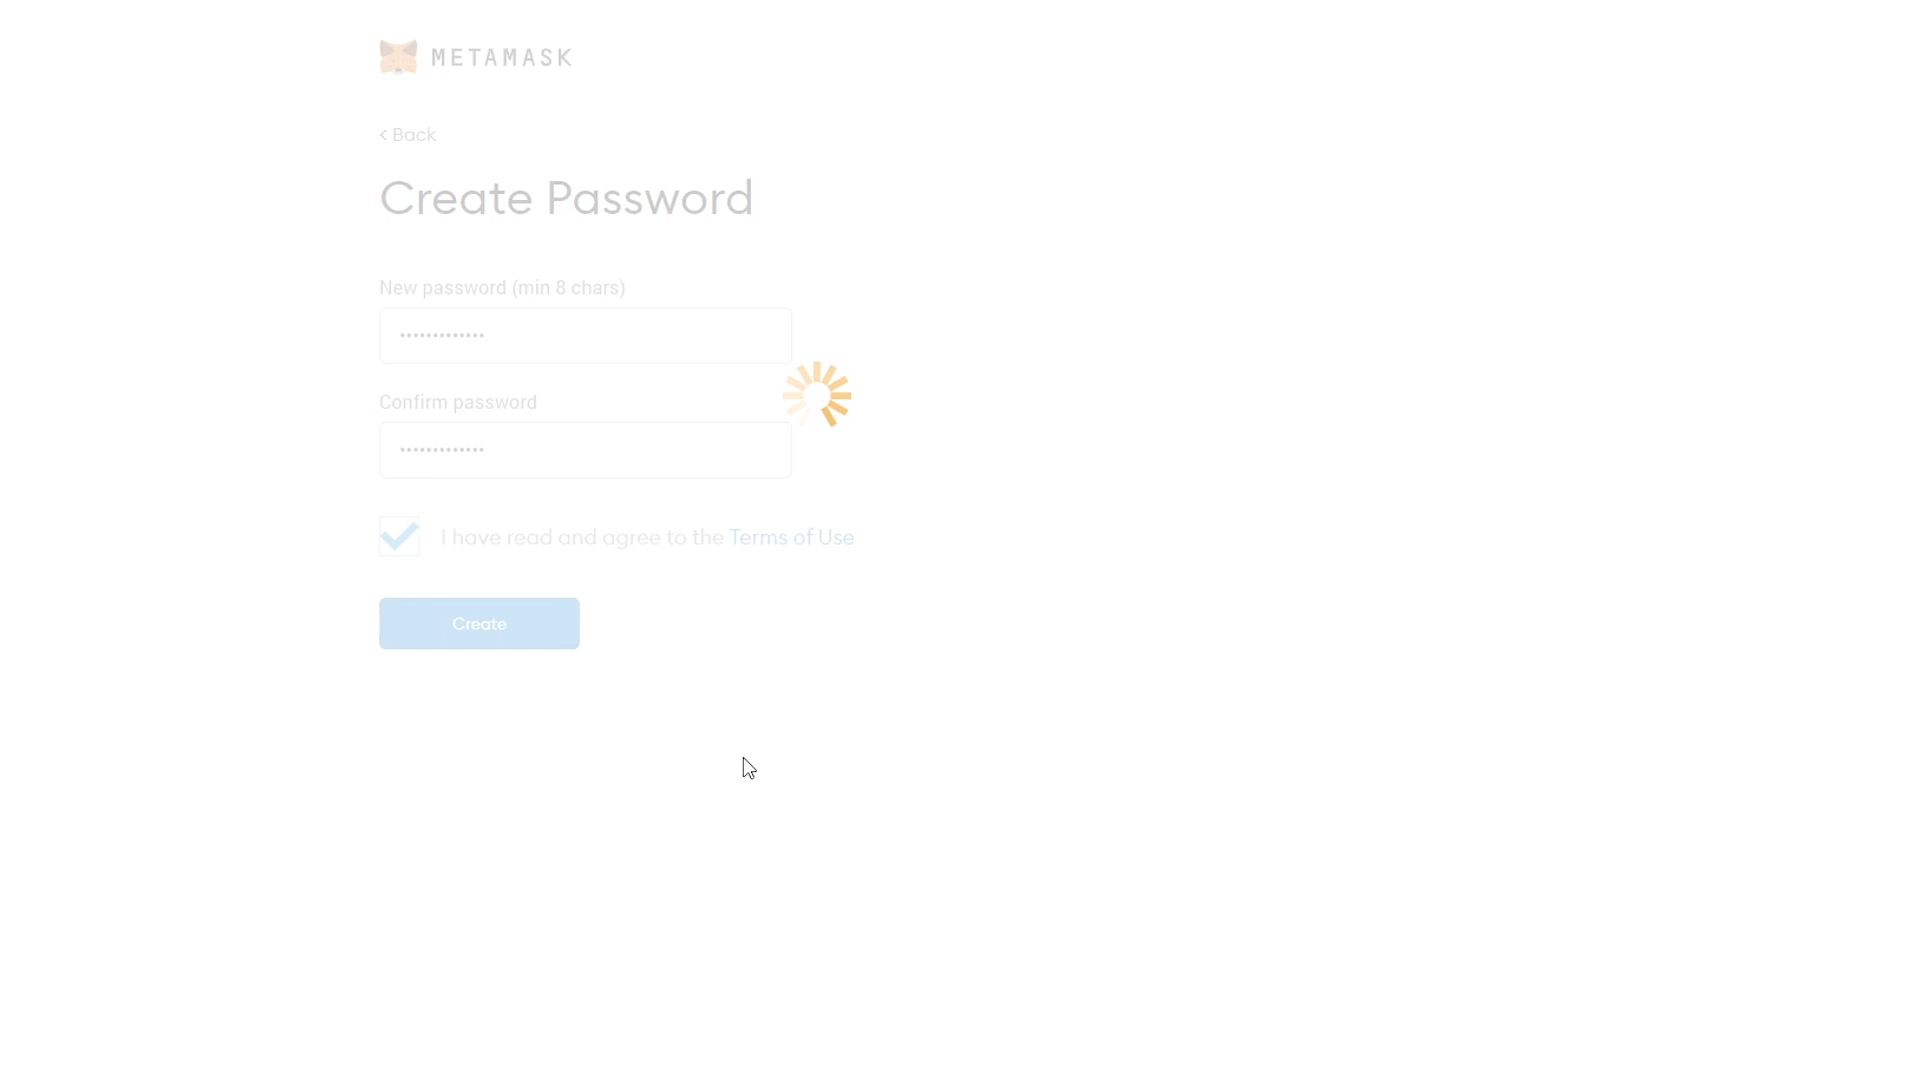 METAMASK
< Back
Create Password
New password (min 8 chars)
•••••••••••••
Confirm password
•••••••••••••
I have read and agree to the Terms of Use
Create